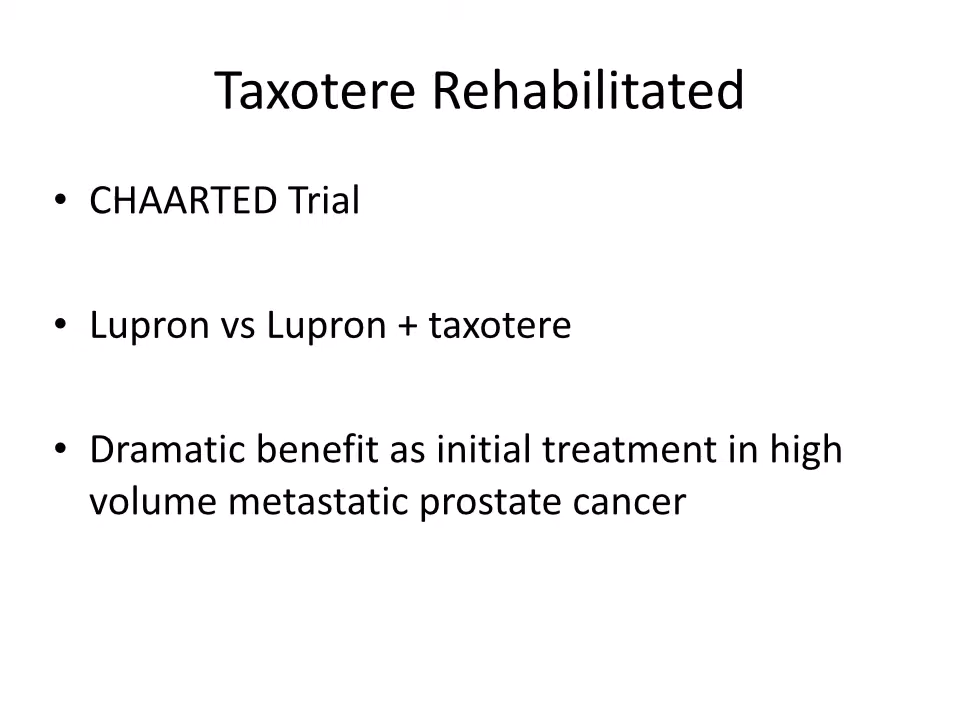 Taxotere Rehabilitated
• CHAARTED Trial
• Lupron vs Lupron + taxotere
• Dramatic benefit as initial treatment in high
volume metastatic prostate cancer